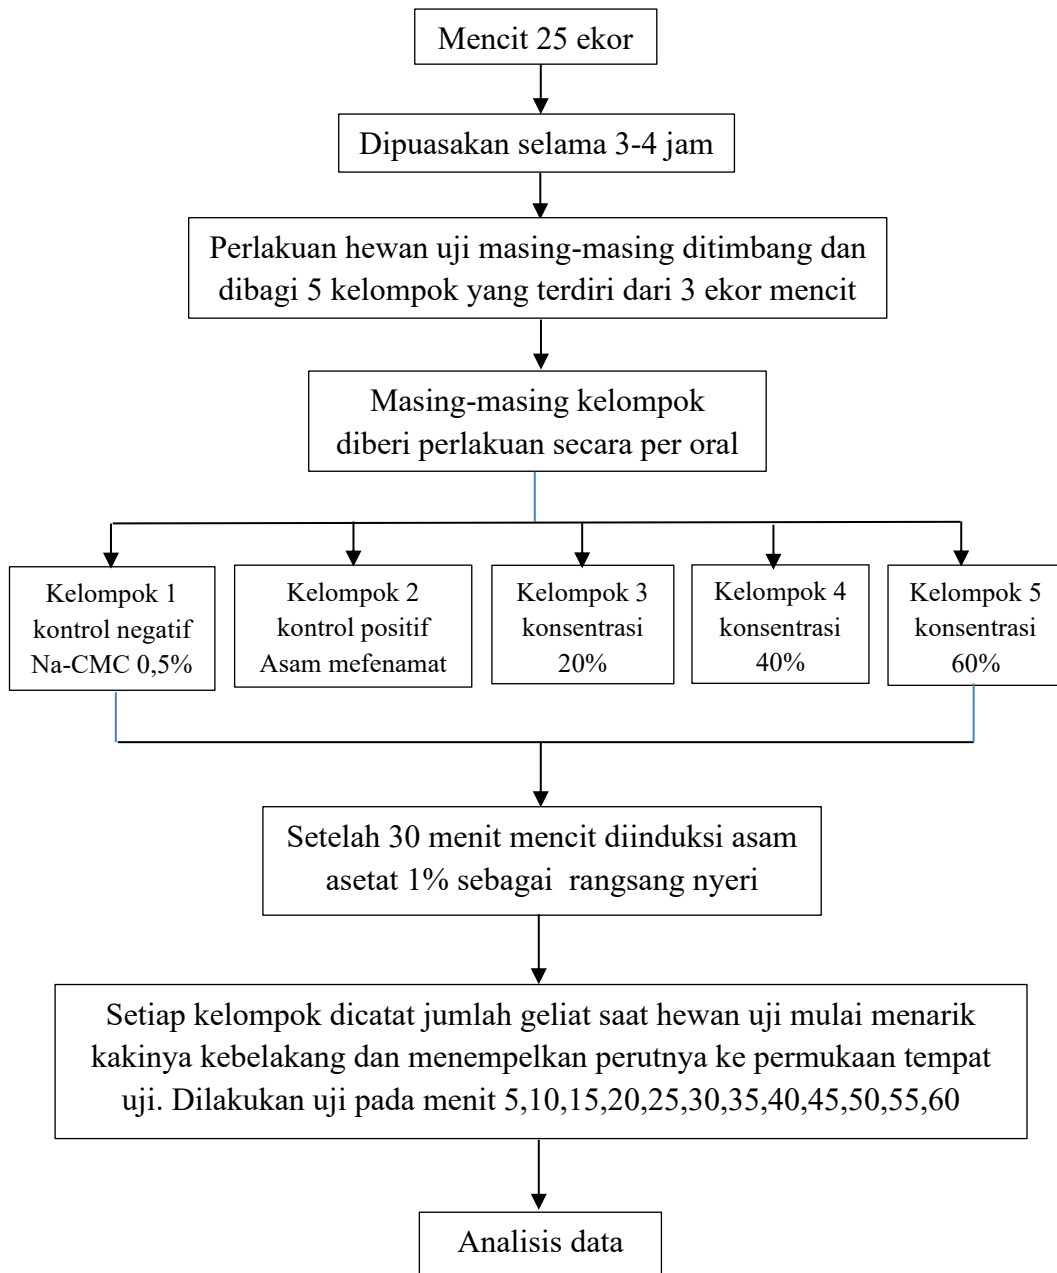 Mencit 25 ekor
Dipuasakan selama 3-4 jam
Perlakuan hewan uji masing-masing ditimbang dan
dibagi 5 kelompok yang terdiri dari 3 ekor mencit
Masing-masing kelompok
diberi perlakuan secara per oral
Kelompok 1
kontrol negatif
Na-CMC 0,5%
Kelompok 2
kontrol positif
Asam mefenamat
Kelompok 3
konsentrasi
20%
Kelompok 4
konsentrasi
40%
Kelompok 5
konsentrasi
60%
Setelah 30 menit mencit diinduksi asam
asetat 1% sebagai rangsang nyeri
Setiap kelompok dicatat jumlah geliat saat hewan uji mulai menarik
kakinya kebelakang dan menempelkan perutnya ke permukaan tempat
uji. Dilakukan uji pada menit 5,10,15,20,25,30,35,40,45,50,55,60
Analisis data